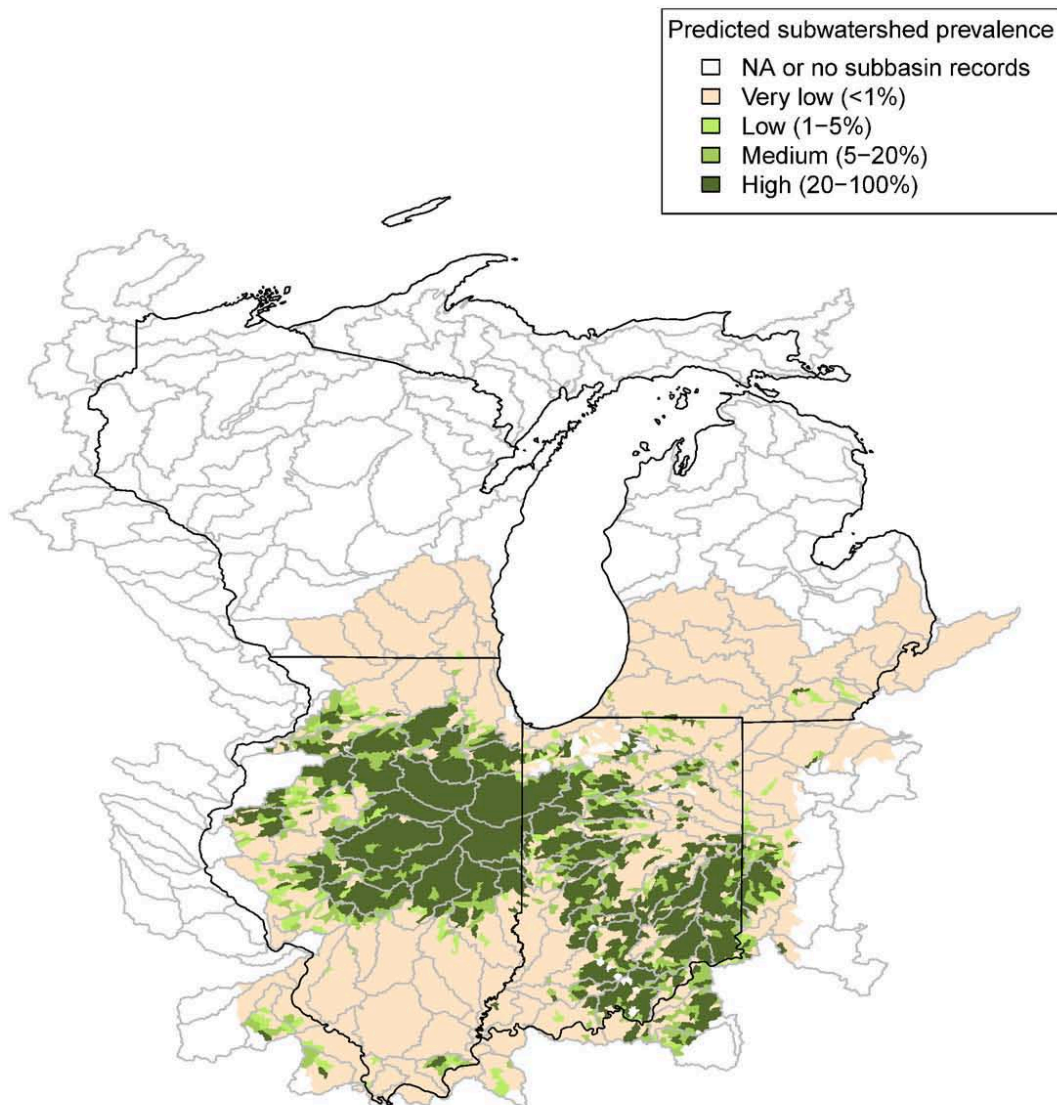 Predicted subwatershed prevalence
NA or no subbasin records
Very low (<1%)
Low (1−5%)
Medium (5−20%)
High (20−100%)